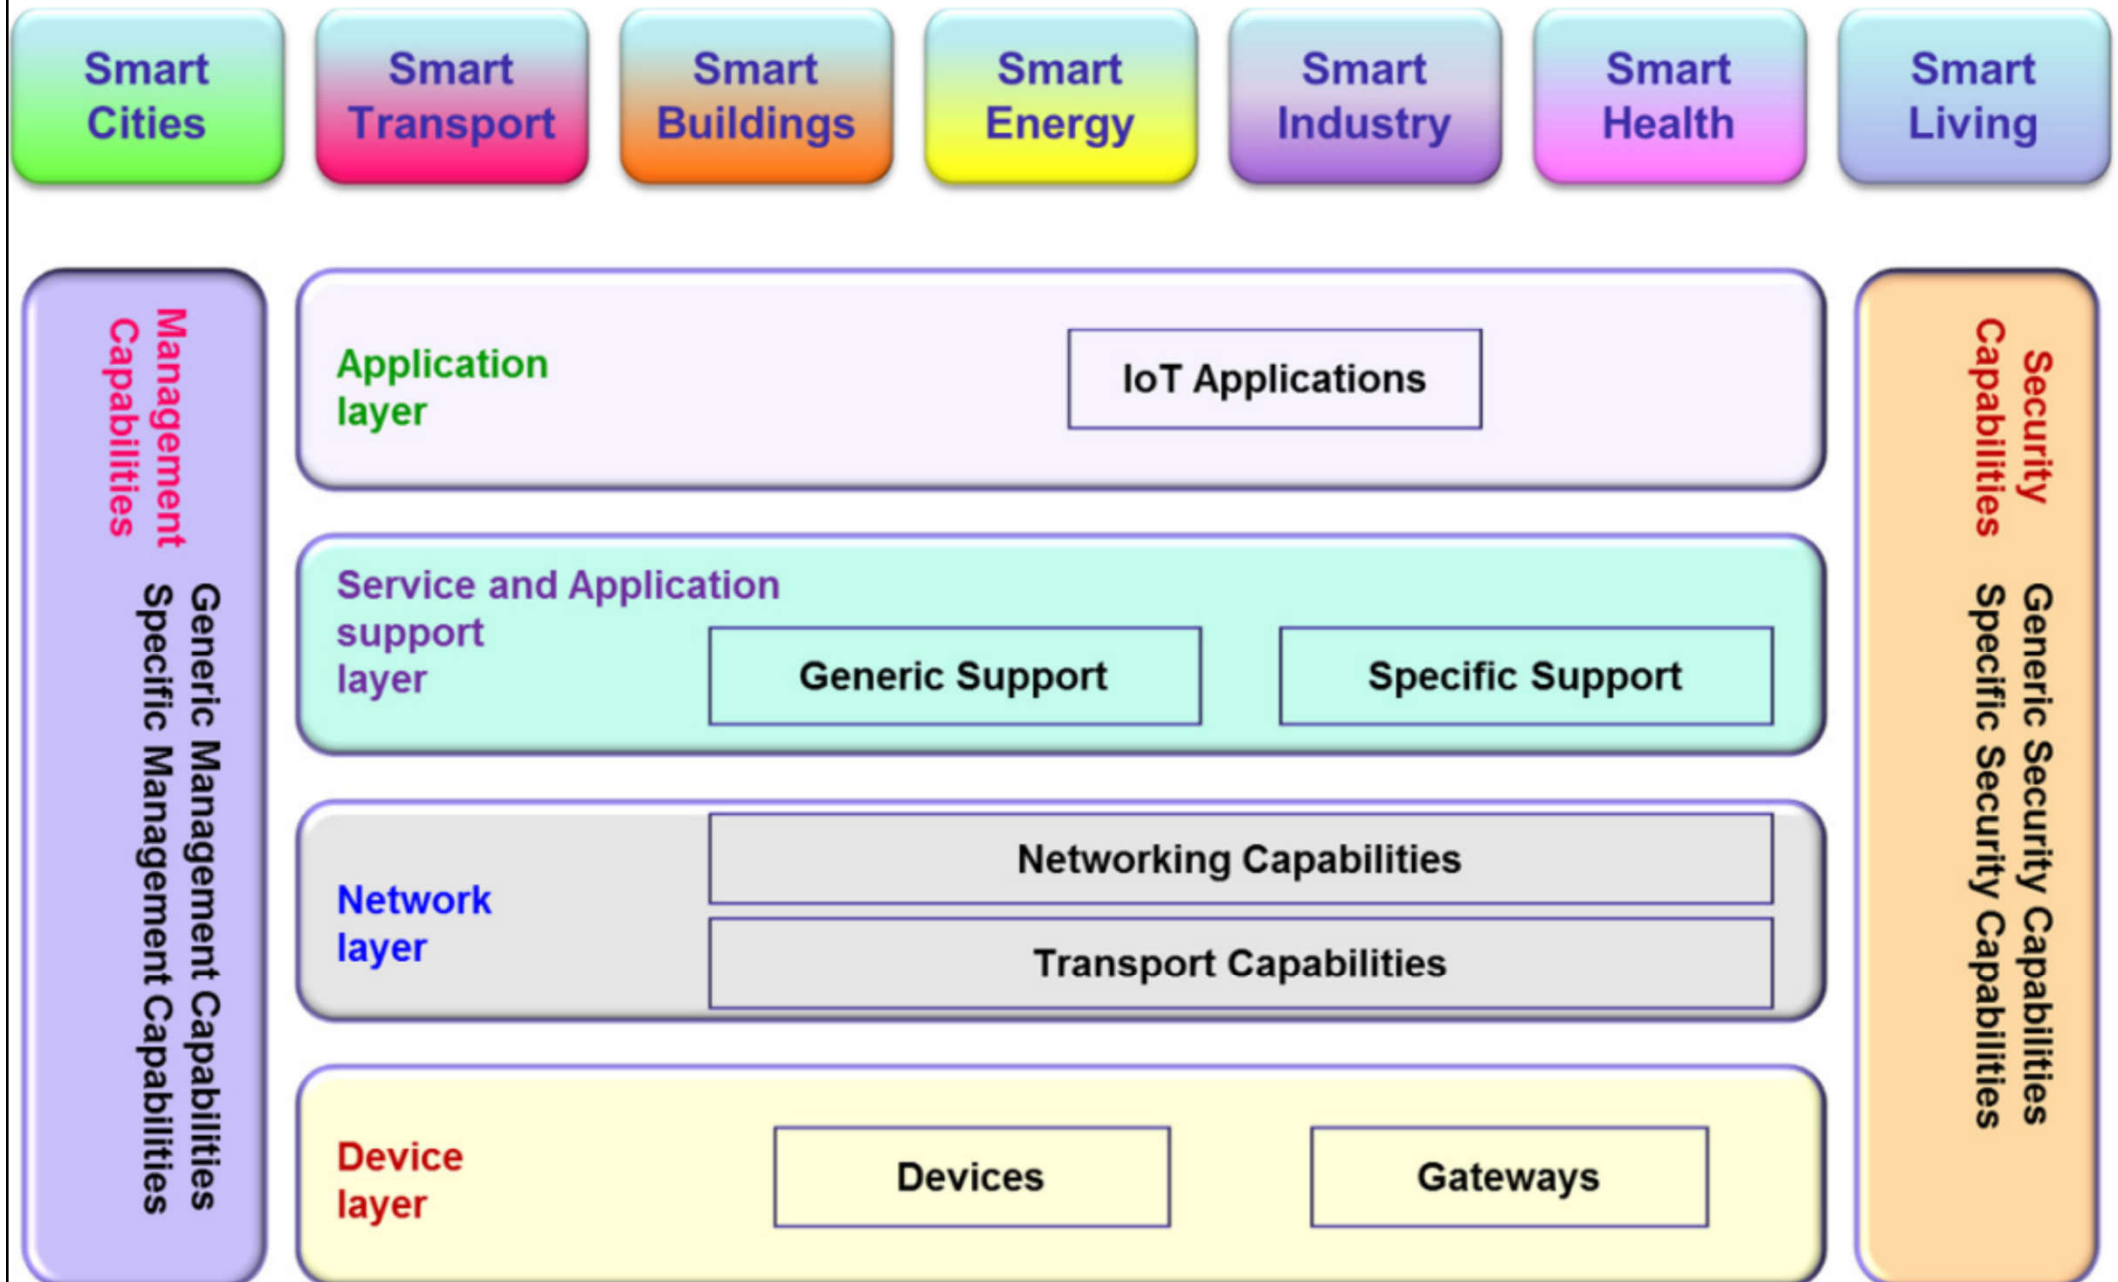 Smart
Cities
Smart
Transport
Smart
Buildings
Smart
Energy
Smart
Industry
Smart
Health
Smart
Living
Management
Capabilities
Generic Management Capabilities
Specific Management Capabilities
Application
layer
IoT Applications
Service and Application
support
layer
Generic Support
Specific Support
Network
layer
Networking Capabilities
Transport Capabilities
Device
layer
Devices
Gateways
Security
Capabilities
Generic Security Capabilities
Specific Security Capabilities